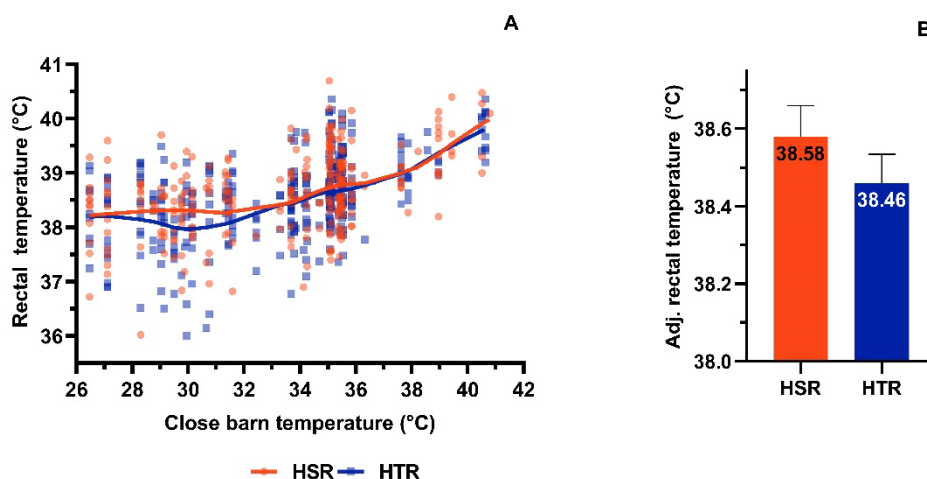 A
B
Rectal temperature (°C)
41
40
39
38
37
36
26 28 30 32 34 36 38 40 42
Close barn temperature (°C)
HSR HTR
Adj. rectal temperature (°C)
38.6
38.4
38.2
38.0
38.58
38.46
HSR HTR